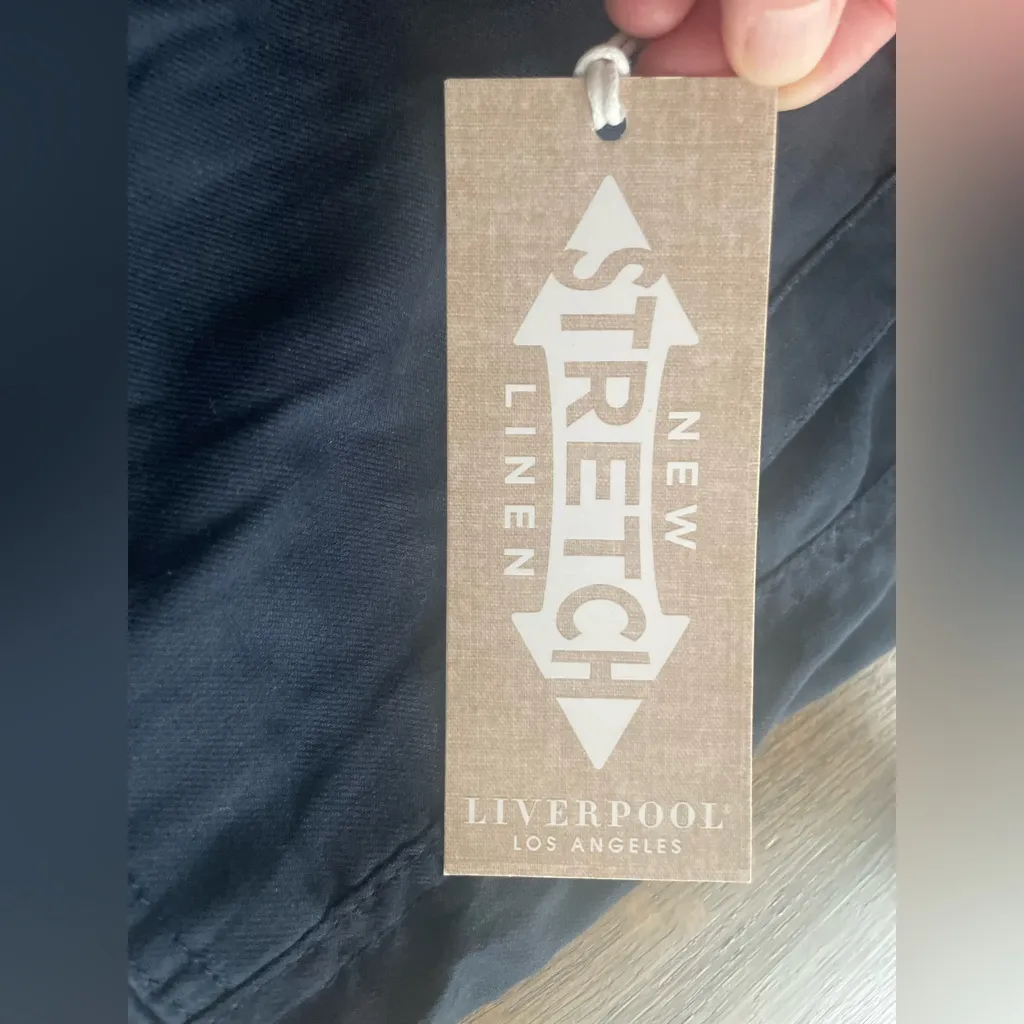 NEW
STRETCH
LINEN
LIVERPOOL®
LOS ANGELES